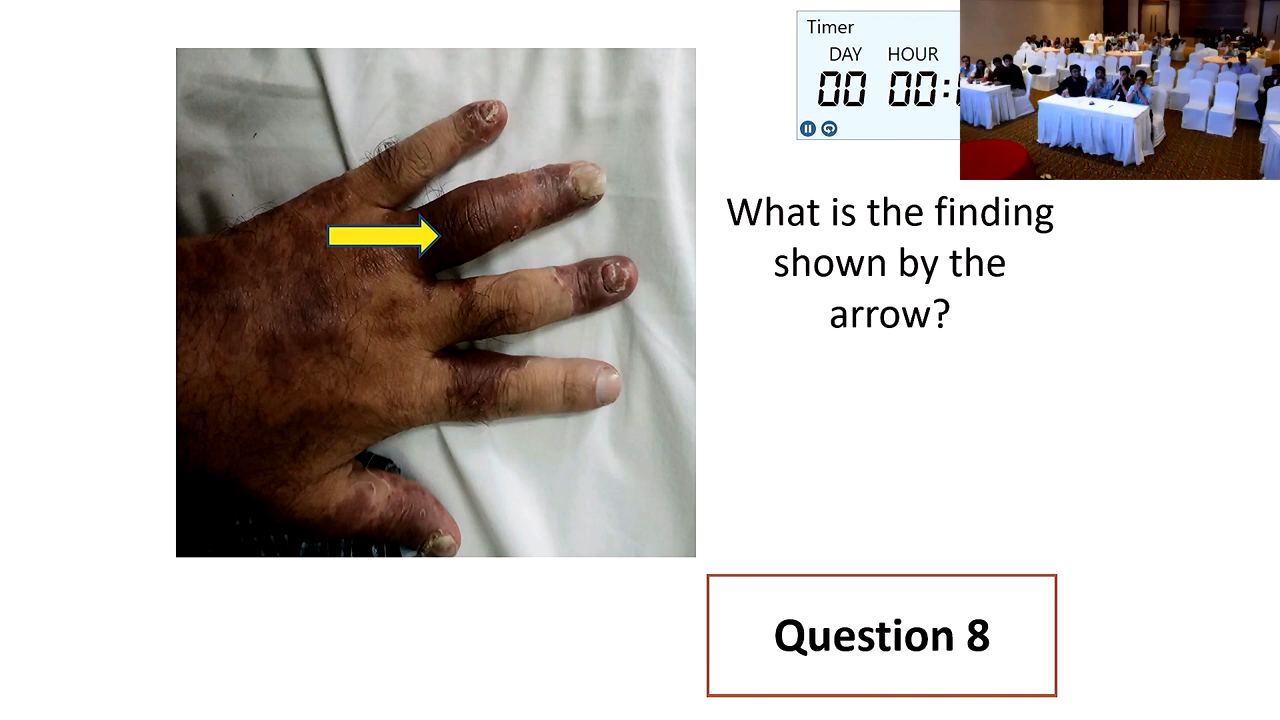 Timer
DAY HOUR
00 00:
What is the finding
shown by the
arrow?
Question 8